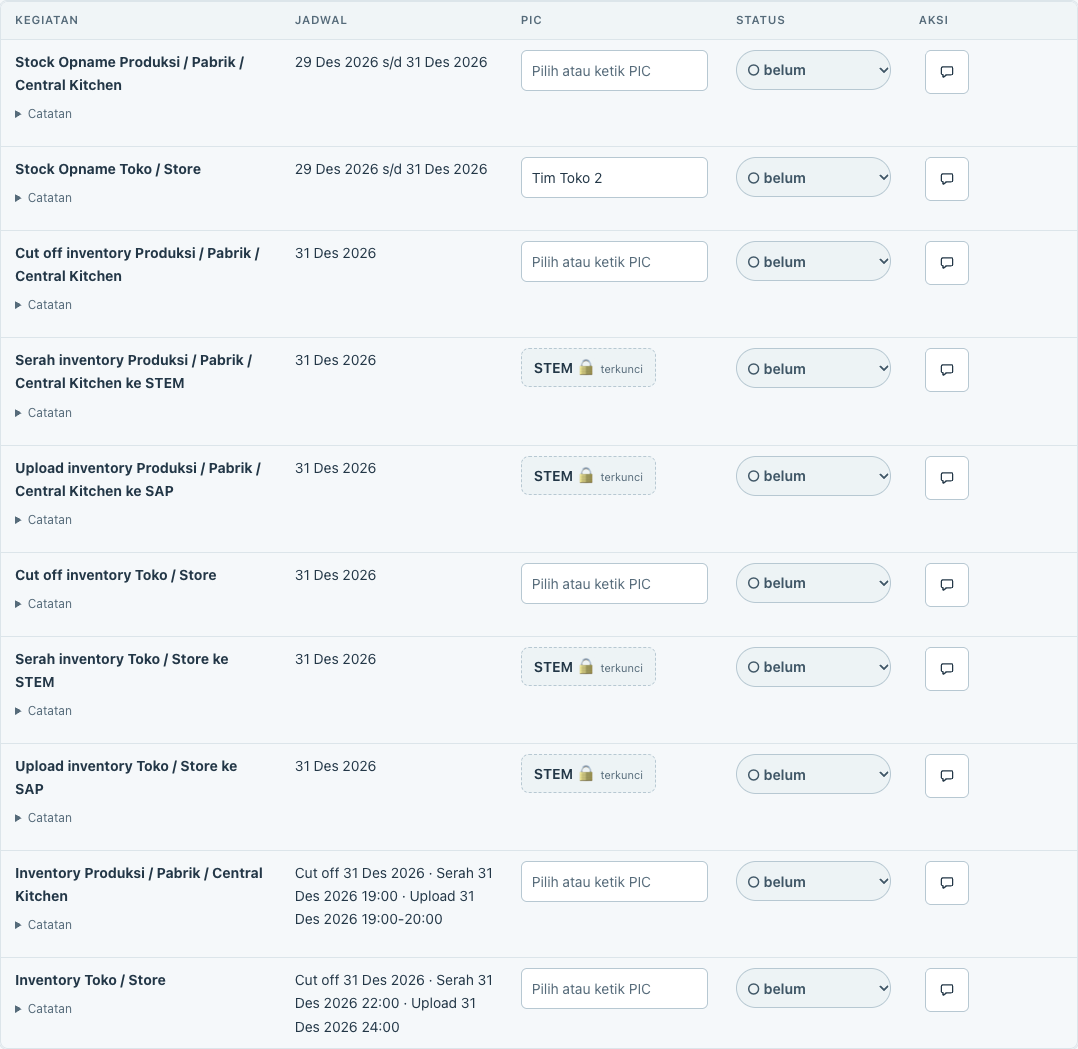 KEGIATAN JADWAL PIC STATUS AKSI
Stock Opname Produksi / Pabrik / 29 Des 2026 s/d 31 Des 2026 Pilih atau ketik PIC O belum
Central Kitchen
Catatan
Stock Opname Toko / Store 29 Des 2026 s/d 31 Des 2026 Tim Toko 2 O belum
Catatan
Cut off inventory Produksi / Pabrik / 31 Des 2026 Pilih atau ketik PIC O belum
Central Kitchen
Catatan
Serah inventory Produksi / Pabrik / 31 Des 2026 STEM 🔒 terkunci O belum
Central Kitchen ke STEM
Catatan
Upload inventory Produksi / Pabrik / 31 Des 2026 STEM 🔒 terkunci O belum
Central Kitchen ke SAP
Catatan
Cut off inventory Toko / Store 31 Des 2026 Pilih atau ketik PIC O belum
Catatan
Serah inventory Toko / Store ke 31 Des 2026 STEM 🔒 terkunci O belum
STEM
Catatan
Upload inventory Toko / Store ke 31 Des 2026 STEM 🔒 terkunci O belum
SAP
Catatan
Inventory Produksi / Pabrik / Central Cut off 31 Des 2026 · Serah 31 Pilih atau ketik PIC O belum
Kitchen Des 2026 19:00 · Upload 31
Catatan Des 2026 19:00-20:00
Inventory Toko / Store Cut off 31 Des 2026 · Serah 31 Pilih atau ketik PIC O belum
Catatan Des 2026 22:00 · Upload 31
Des 2026 24:00